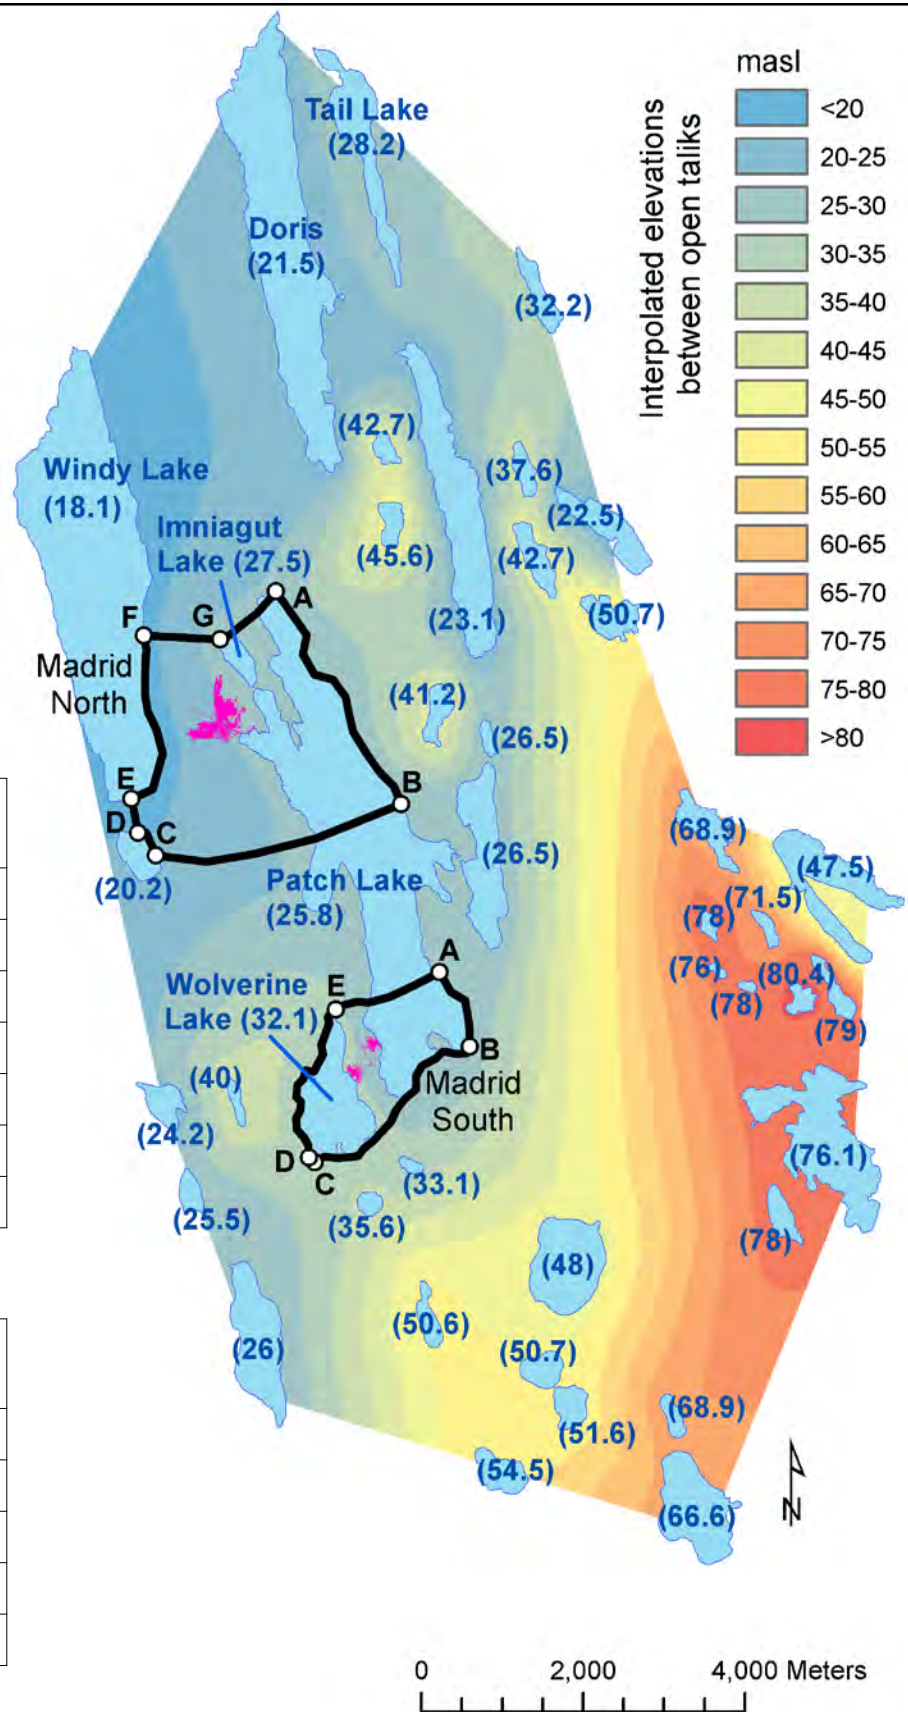 masl
Interpolated elevations
between open taliks
<20
20-25
25-30
30-35
35-40
40-45
45-50
50-55
55-60
60-65
65-70
70-75
75-80
>80
Tail Lake
(28.2)
Doris
(21.5)
(32.2)
(42.7)
Windy Lake
(18.1)
(37.6)
Imniagut
Lake (27.5)
(22.5)
(45.6)
(42.7)
A
F
G
(23.1)
(50.7)
Madrid
North
(41.2)
(26.5)
E
B
D
C
(68.9)
(26.5)
(47.5)
(20.2)
Patch Lake
(25.8)
(71.5)
(78)
A
(76)
(80.4)
E
Wolverine
Lake (32.1)
(78)
(79)
B
(40)
Madrid
South
(24.2)
(76.1)
D
C
(33.1)
(25.5)
(35.6)
(78)
(48)
(50.6)
(26)
(50.7)
(68.9)
(51.6)
(54.5)
(66.6)
N
0 2,000 4,000 Meters